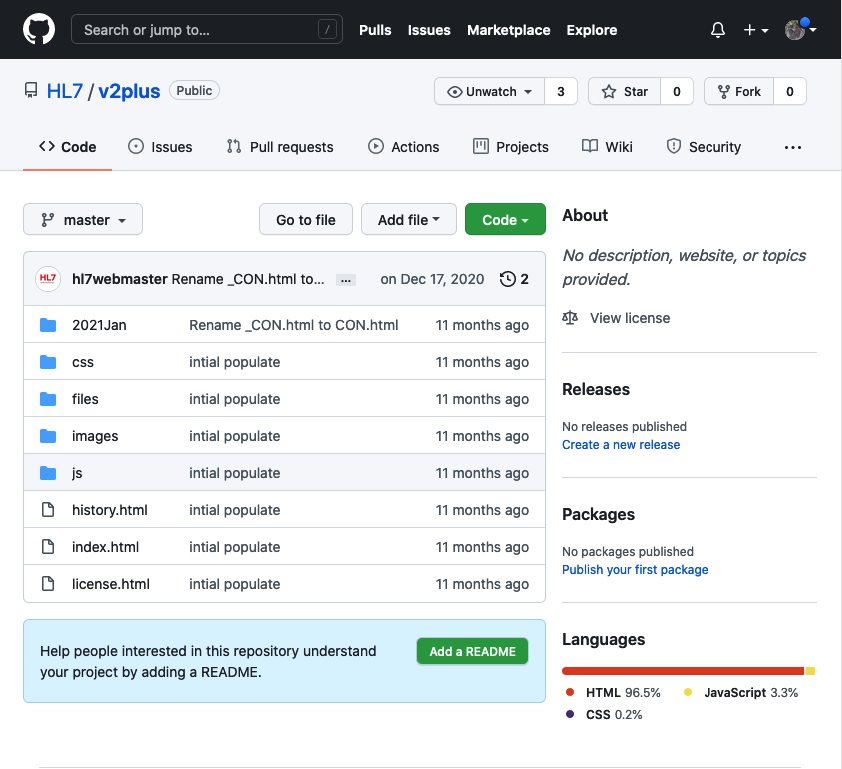 Search or jump to... /
Pulls Issues Marketplace Explore
HL7 / v2plus Public
Unwatch 3 Star 0 Fork 0
Code Issues Pull requests Actions Projects Wiki Security ...
master
Go to file Add file Code
HL7 hl7webmaster Rename _CON.html to... ... on Dec 17, 2020 2
2021Jan Rename _CON.html to CON.html 11 months ago
css intial populate 11 months ago
files intial populate 11 months ago
images intial populate 11 months ago
js intial populate 11 months ago
history.html intial populate 11 months ago
index.html intial populate 11 months ago
license.html intial populate 11 months ago
Help people interested in this repository understand
your project by adding a README.
Add a README
About
No description, website, or topics
provided.
View license
Releases
No releases published
Create a new release
Packages
No packages published
Publish your first package
Languages
HTML 96.5% JavaScript 3.3%
CSS 0.2%